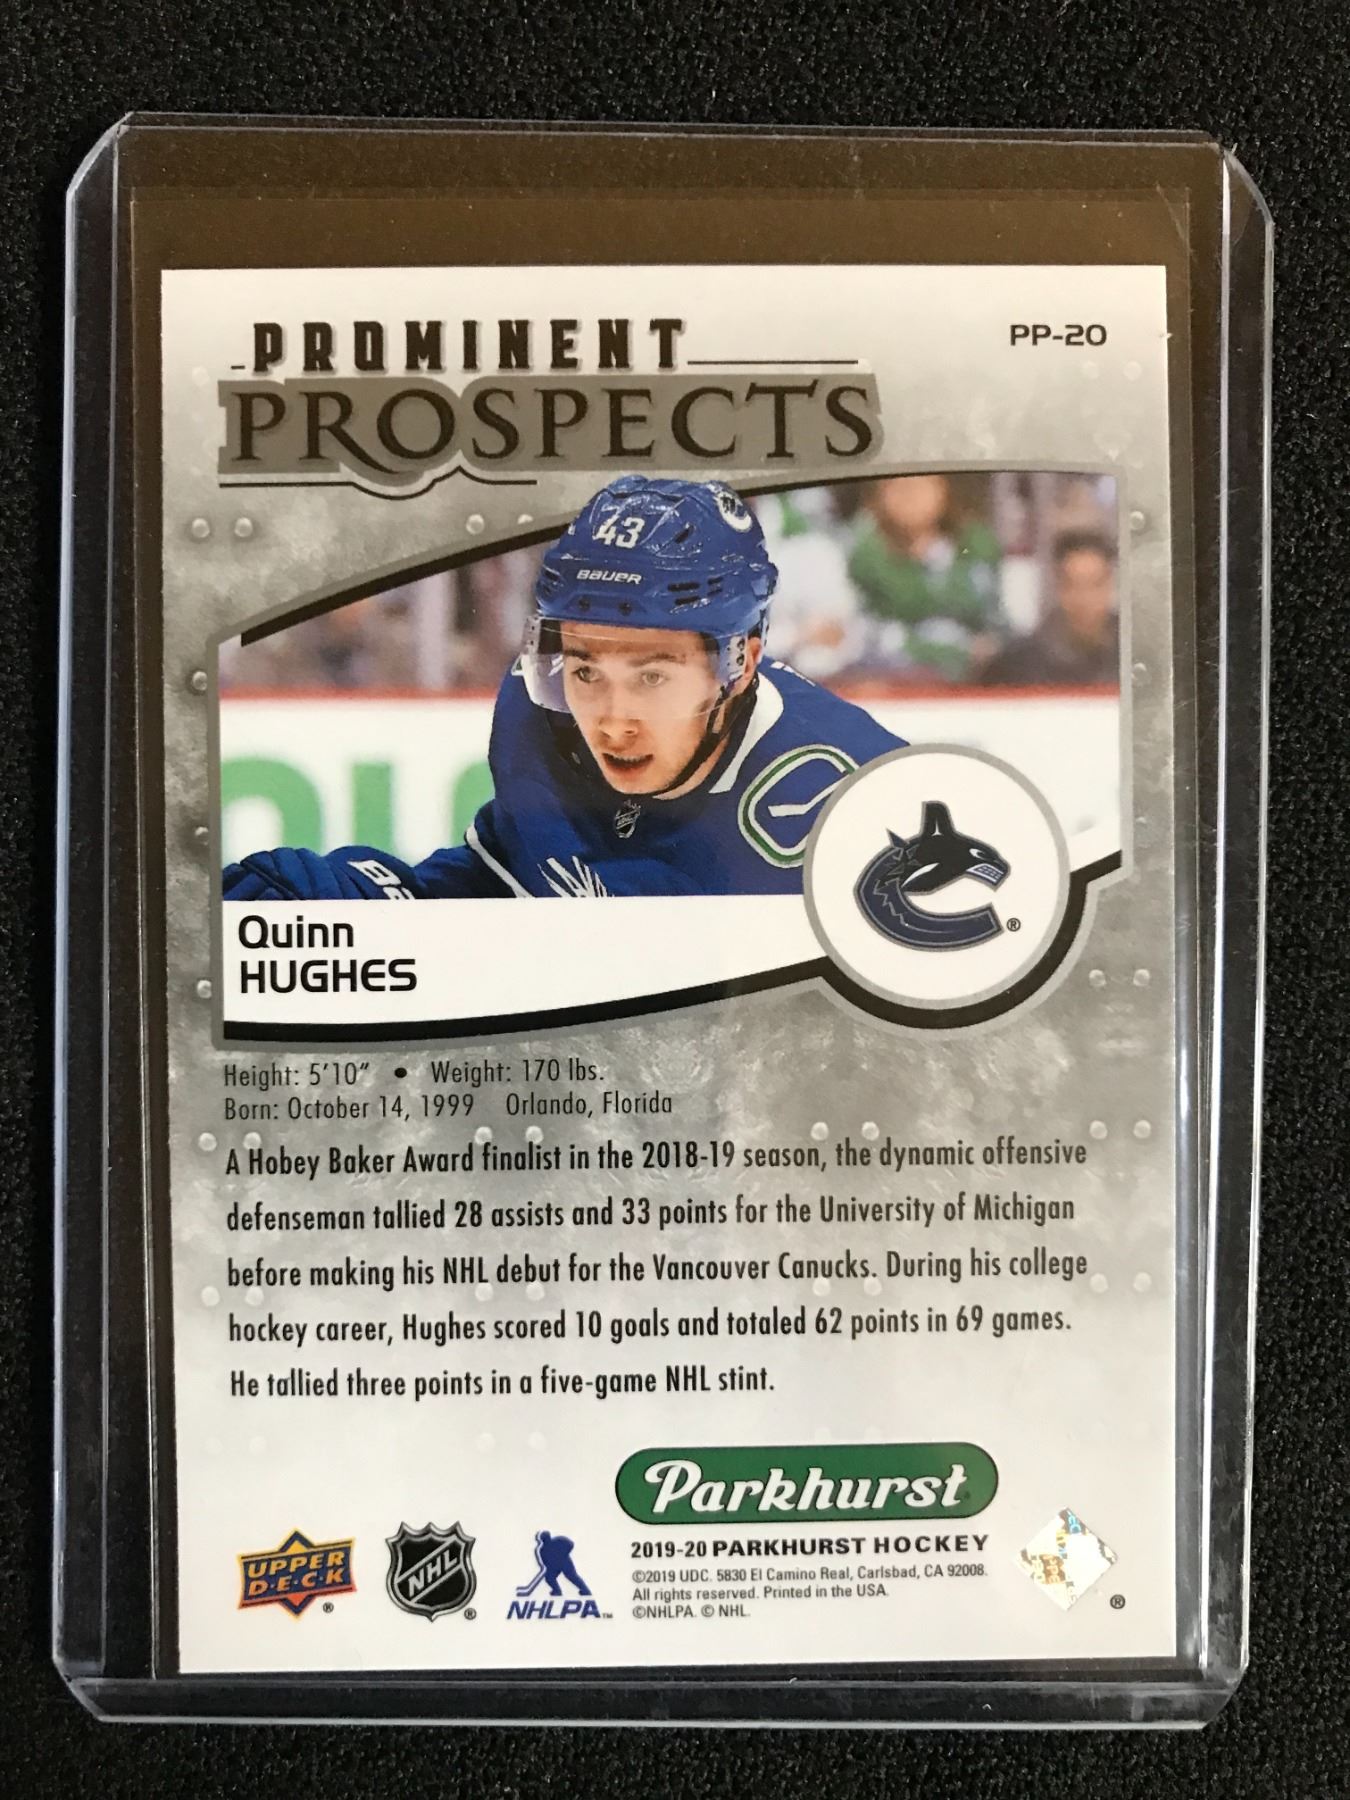 PROMINENT
PROSPECTS
PP-20
43
BAUER
Quinn
HUGHES
®
Height: 5'10" • Weight: 170 lbs.
Born: October 14, 1999 Orlando, Florida
A Hobey Baker Award finalist in the 2018-19 season, the dynamic offensive
defenseman tallied 28 assists and 33 points for the University of Michigan
before making his NHL debut for the Vancouver Canucks. During his college
hockey career, Hughes scored 10 goals and totaled 62 points in 69 games.
He tallied three points in a five-game NHL stint.
Parkhurst
UPPER
D·E·C·K
®
NHL
®
NHLPA™
2019-20 PARKHURST HOCKEY
©2019 UDC. 5830 El Camino Real, Carlsbad, CA 92008.
All rights reserved. Printed in the USA.
©NHLPA. © NHL.
®